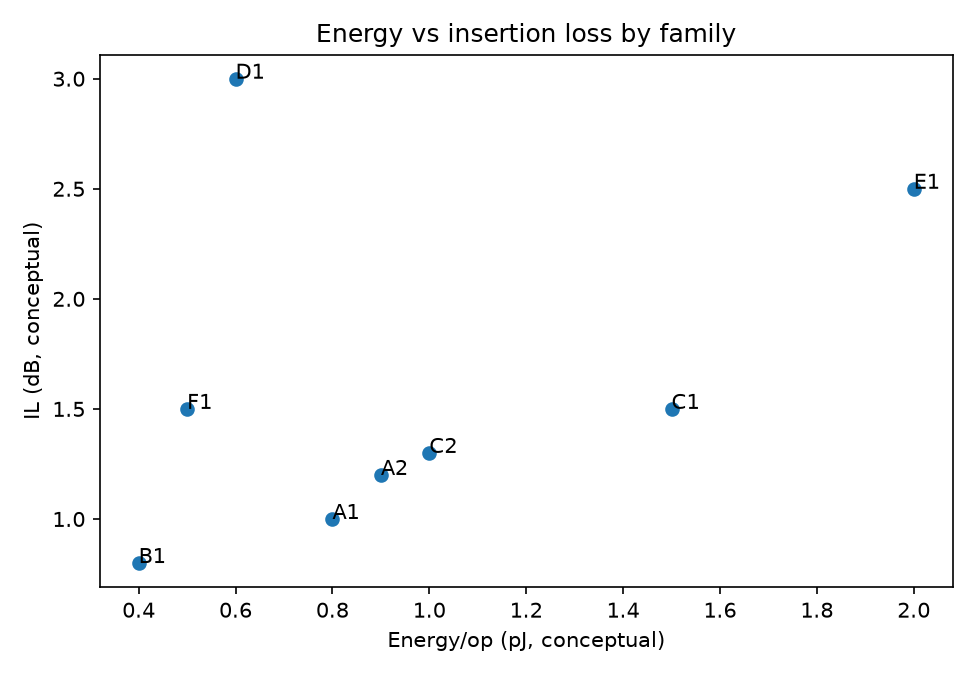 Energy vs insertion loss by family
IL (dB, conceptual)
3.0
2.5
2.0
1.5
1.0
D1
E1
F1
C1
C2
A2
A1
B1
0.4 0.6 0.8 1.0 1.2 1.4 1.6 1.8 2.0
Energy/op (pJ, conceptual)